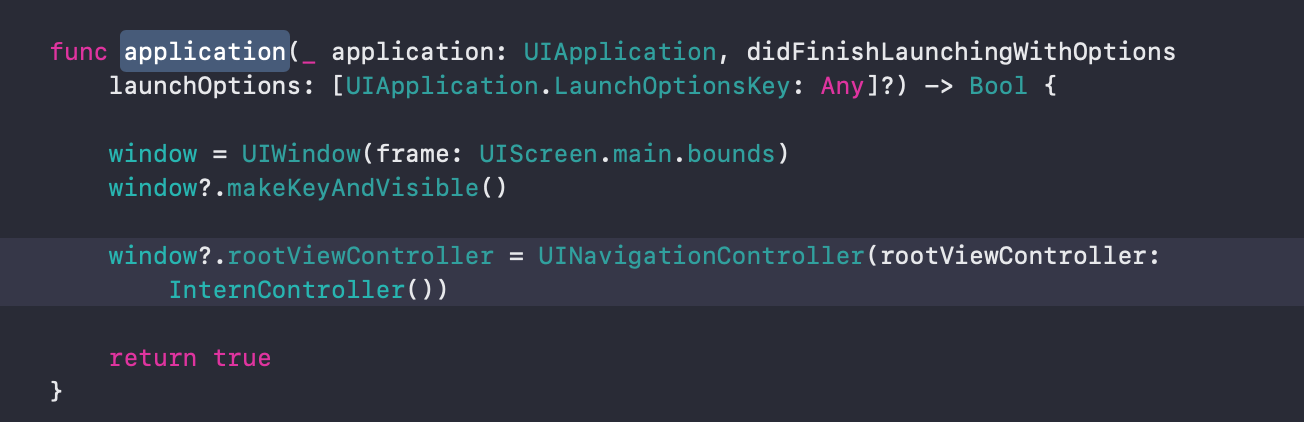 func application(_ application: UIApplication, didFinishLaunchingWithOptions
launchOptions: [UIApplication.LaunchOptionsKey: Any]?) -> Bool {
window = UIWindow(frame: UIScreen.main.bounds)
window?.makeKeyAndVisible()
window?.rootViewController = UINavigationController(rootViewController:
InternController())
return true
}